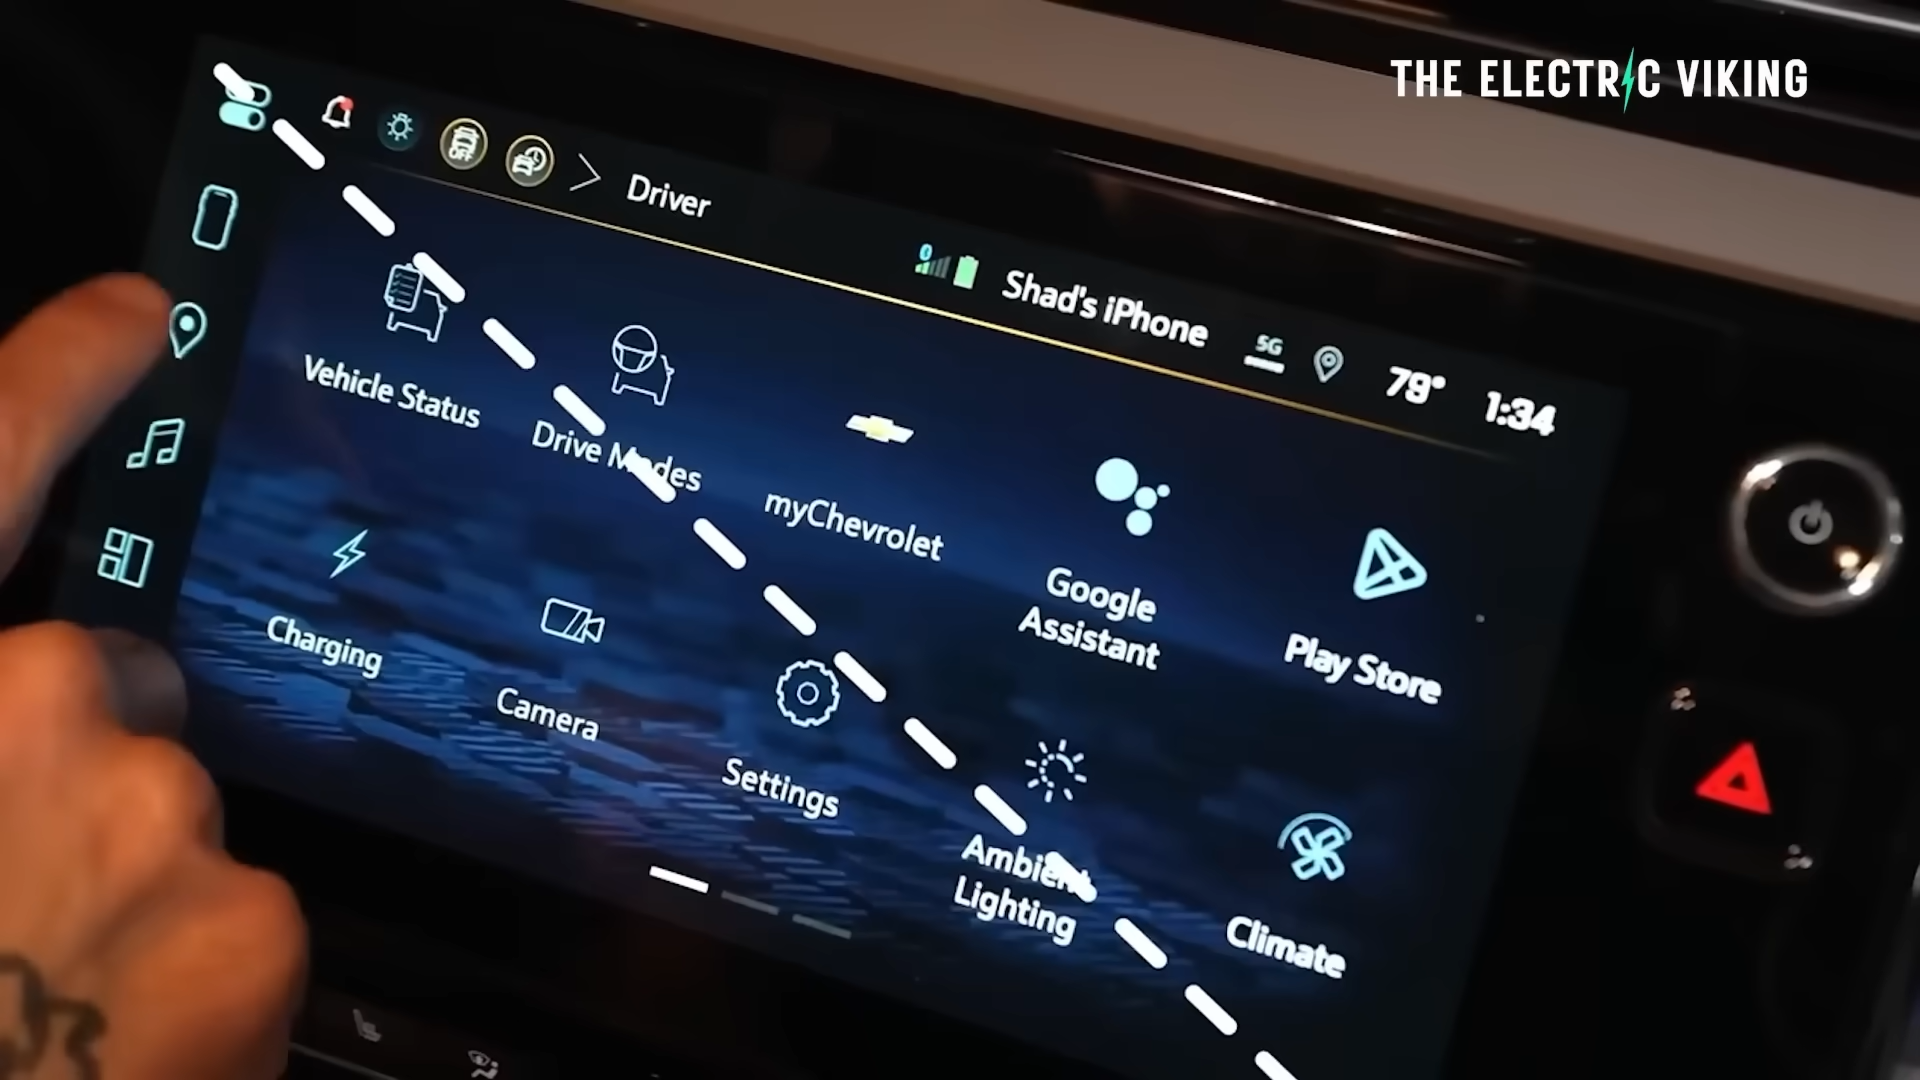 THE ELECTRIC VIKING
OFF
Driver
Shad's iPhone
5G
79°
1:34
Vehicle Status
Drive Modes
myChevrolet
Google
Assistant
Play Store
Charging
Camera
Settings
Ambient
Lighting
Climate